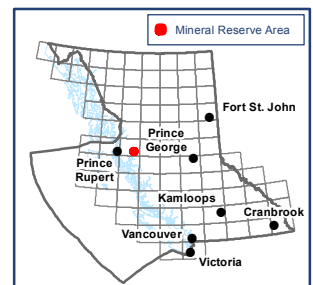 Mineral Reserve Area
Fort St. John
Prince
George
Prince
Rupert
Kamloops
Cranbrook
Vancouver
Victoria